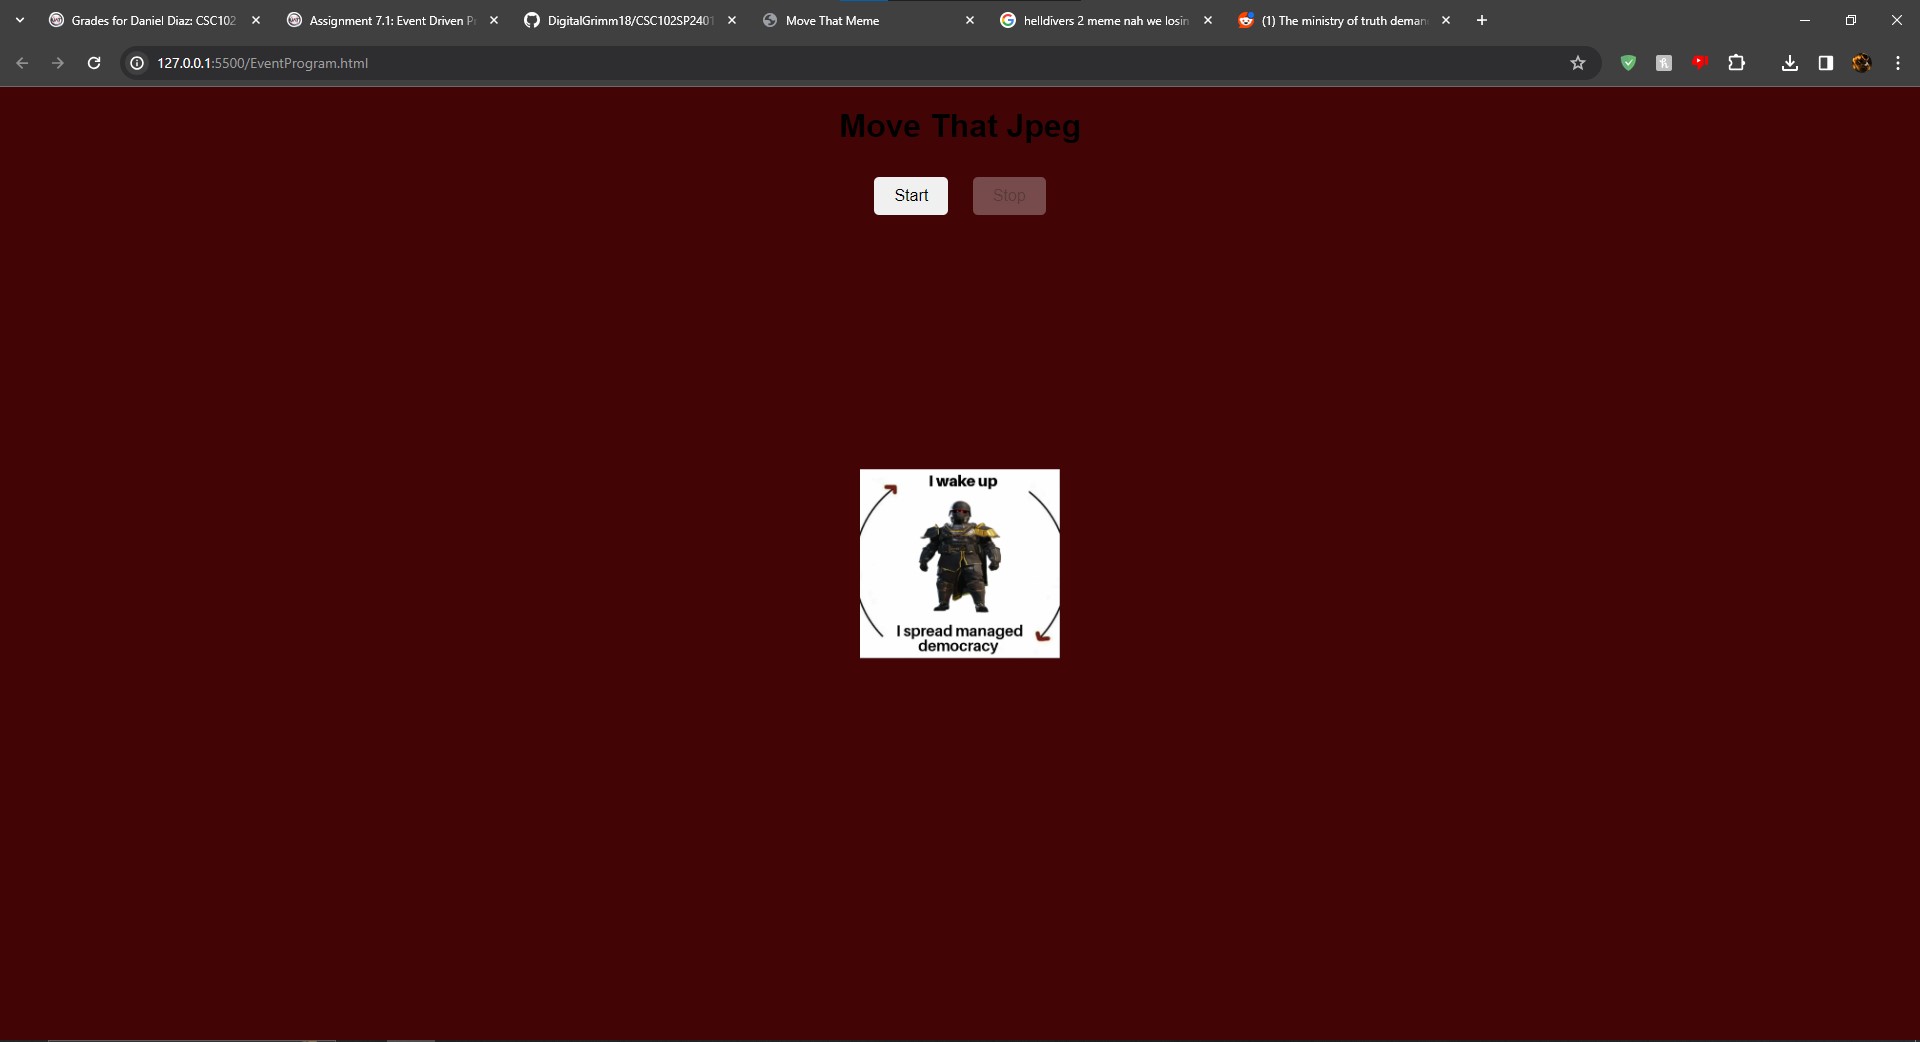 Grades for Daniel Diaz: CSC102
Assignment 7.1: Event Driven P
DigitalGrimm18/CSC102SP2401
Move That Meme
helldivers 2 meme nah we losin
(1) The ministry of truth deman
127.0.0.1:5500/EventProgram.html
Move That Jpeg
Start
Stop
I wake up
I spread managed
democracy